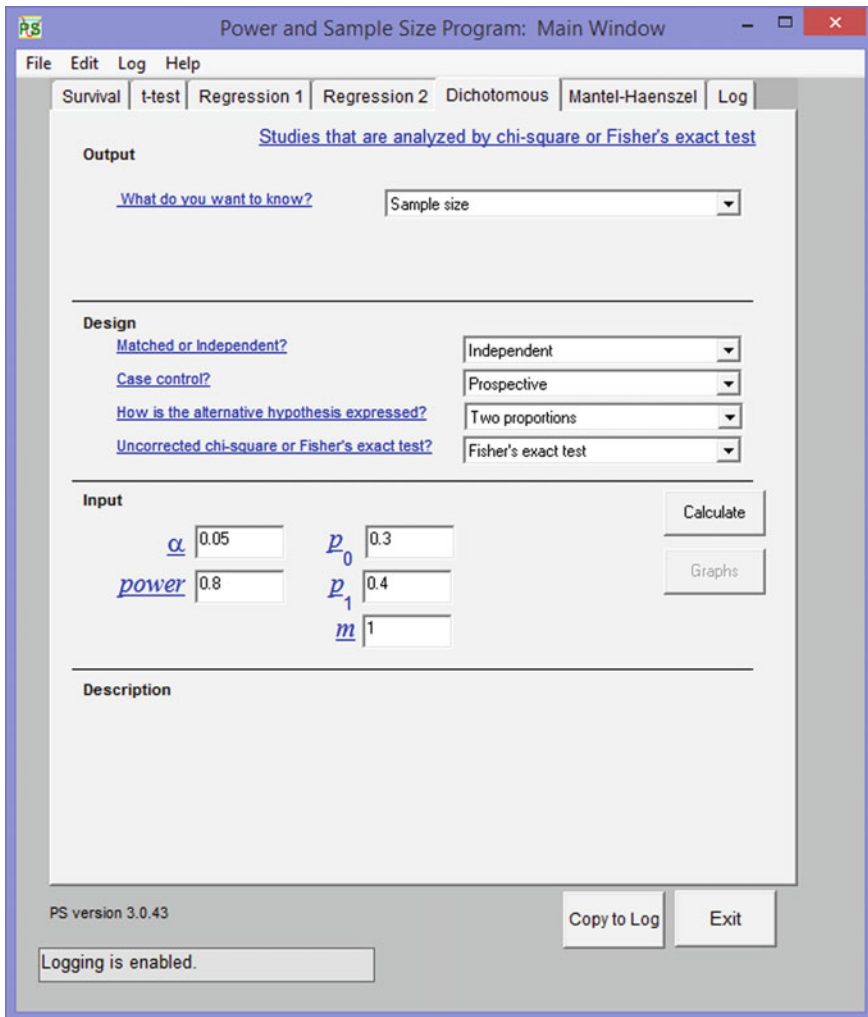 PS Power and Sample Size Program: Main Window
File Edit Log Help
Survival t-test Regression 1 Regression 2 Dichotomous Mantel-Haenszel Log
Studies that are analyzed by chi-square or Fisher's exact test
Output
What do you want to know? Sample size
Design
Matched or Independent? Independent
Case control? Prospective
How is the alternative hypothesis expressed? Two proportions
Uncorrected chi-square or Fisher's exact test? Fisher's exact test
Input
Calculate
α 0.05 p0 0.3
Graphs
power 0.8 p1 0.4
m 1
Description
PS version 3.0.43
Copy to Log Exit
Logging is enabled.